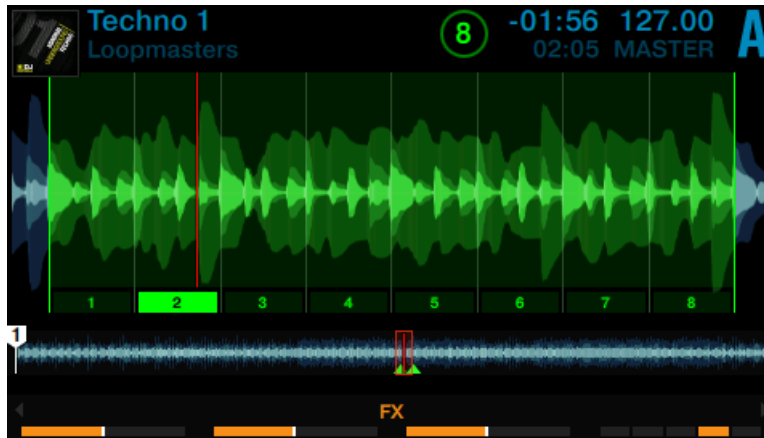 Techno 1
Loopmasters
8
-01:56 127.00
02:05 MASTER
A
1 2 3 4 5 6 7 8
1
FX